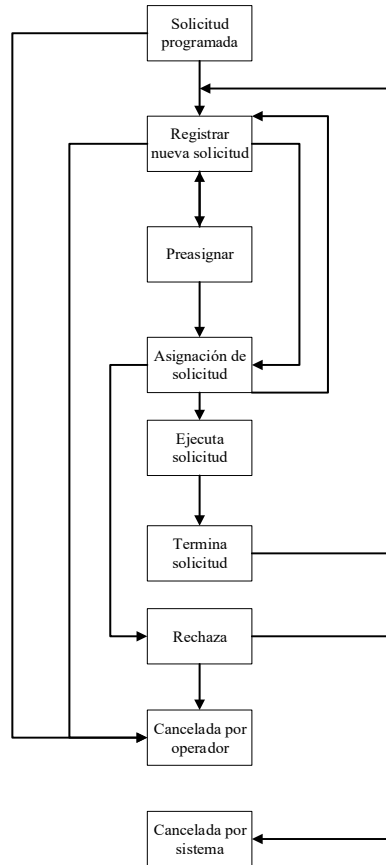 Solicitud
programada
Registrar
nueva solicitud
Preasignar
Asignación de
solicitud
Ejecuta
solicitud
Termina
solicitud
Rechaza
Cancelada por
operador
Cancelada por
sistema